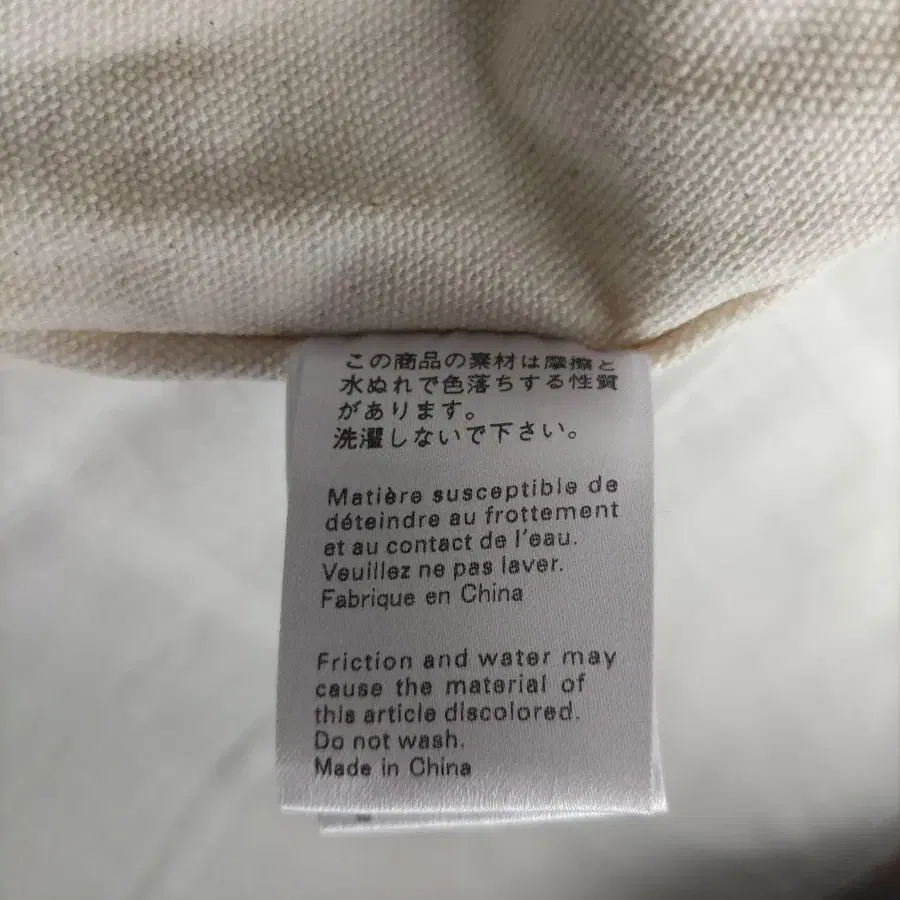 この商品の素材は摩擦と
水ぬれで色落ちする性質
があります。
洗濯しないで下さい。
Matière susceptible de
déteindre au frottement
et au contact de l'eau.
Veuillez ne pas laver.
Fabrique en China
Friction and water may
cause the material of
this article discolored.
Do not wash.
Made in China